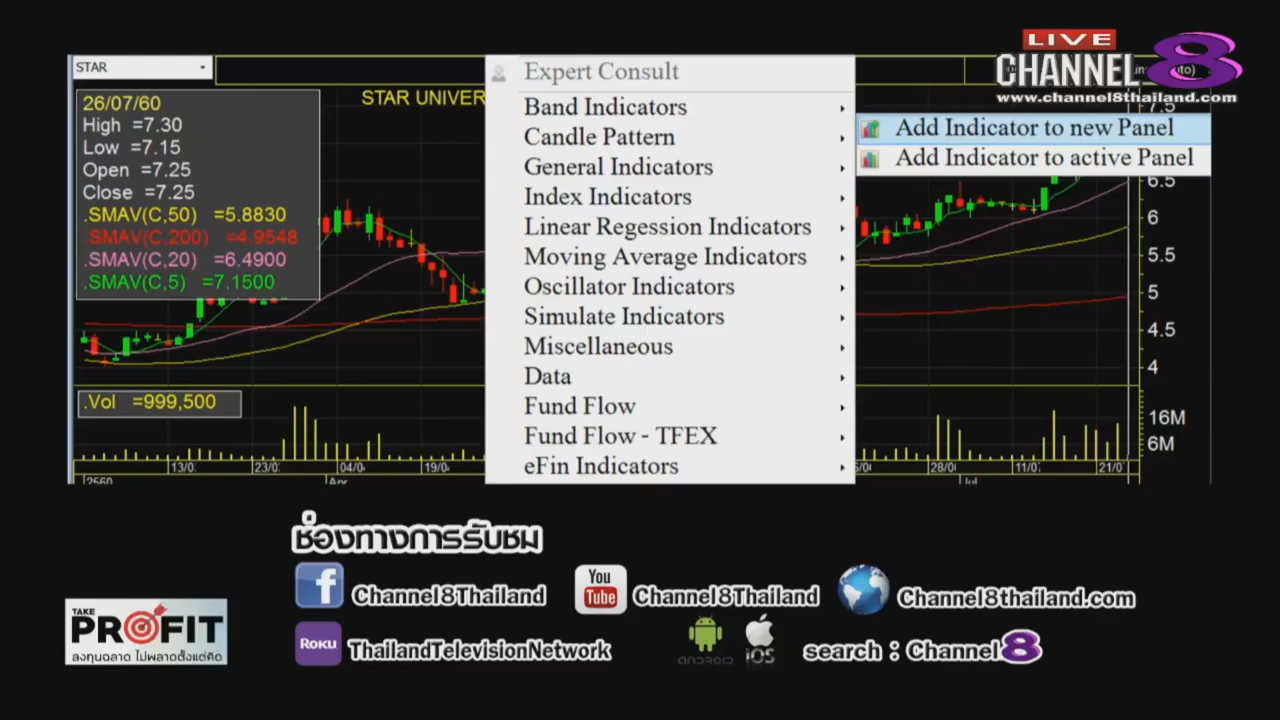 LIVE
CHANNEL 8
www.channel8thailand.com
STAR
STAR UNIVER
26/07/60
High =7.30
Low =7.15
Open =7.25
Close =7.25
.SMAV(C,50) =5.8830
.SMAV(C,200) =4.9548
.SMAV(C,20) =6.4900
.SMAV(C,5) =7.1500
Expert Consult
Band Indicators
Candle Pattern
General Indicators
Index Indicators
Linear Regression Indicators
Moving Average Indicators
Oscillator Indicators
Simulate Indicators
Miscellaneous
Data
Fund Flow
Fund Flow - TFEX
eFin Indicators
Add Indicator to new Panel
Add Indicator to active Panel
7.5
6.5
6
5.5
5
4.5
4
.Vol =999,500
16M
6M
13/0
23/0
04/0
19/0
28/0
11/0
21/0
2560
Apr
Jul
ช่องทางการรับชม
Channel8Thailand
You Tube
Channel8Thailand
Channel8thailand.com
TAKE
PROFIT
ลงทุนฉลาด ไม่พลาดตั้งแต่คิด
ROKU
ThailandTelevisionNetwork
android
iOS
search : Channel 8